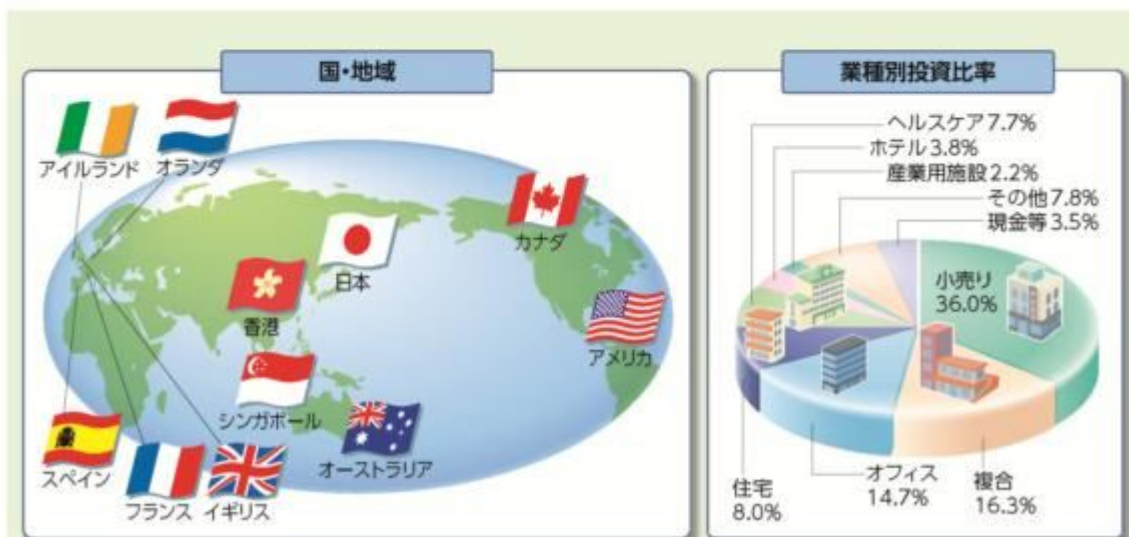 国・地域
アイルランド
オランダ
カナダ
日本
香港
アメリカ
シンガポール
オーストラリア
スペイン
フランス
イギリス
業種別投資比率
ヘルスケア7.7%
ホテル3.8%
産業用施設2.2%
その他7.8%
現金等3.5%
小売り
36.0%
オフィス
14.7%
複合
16.3%
住宅
8.0%